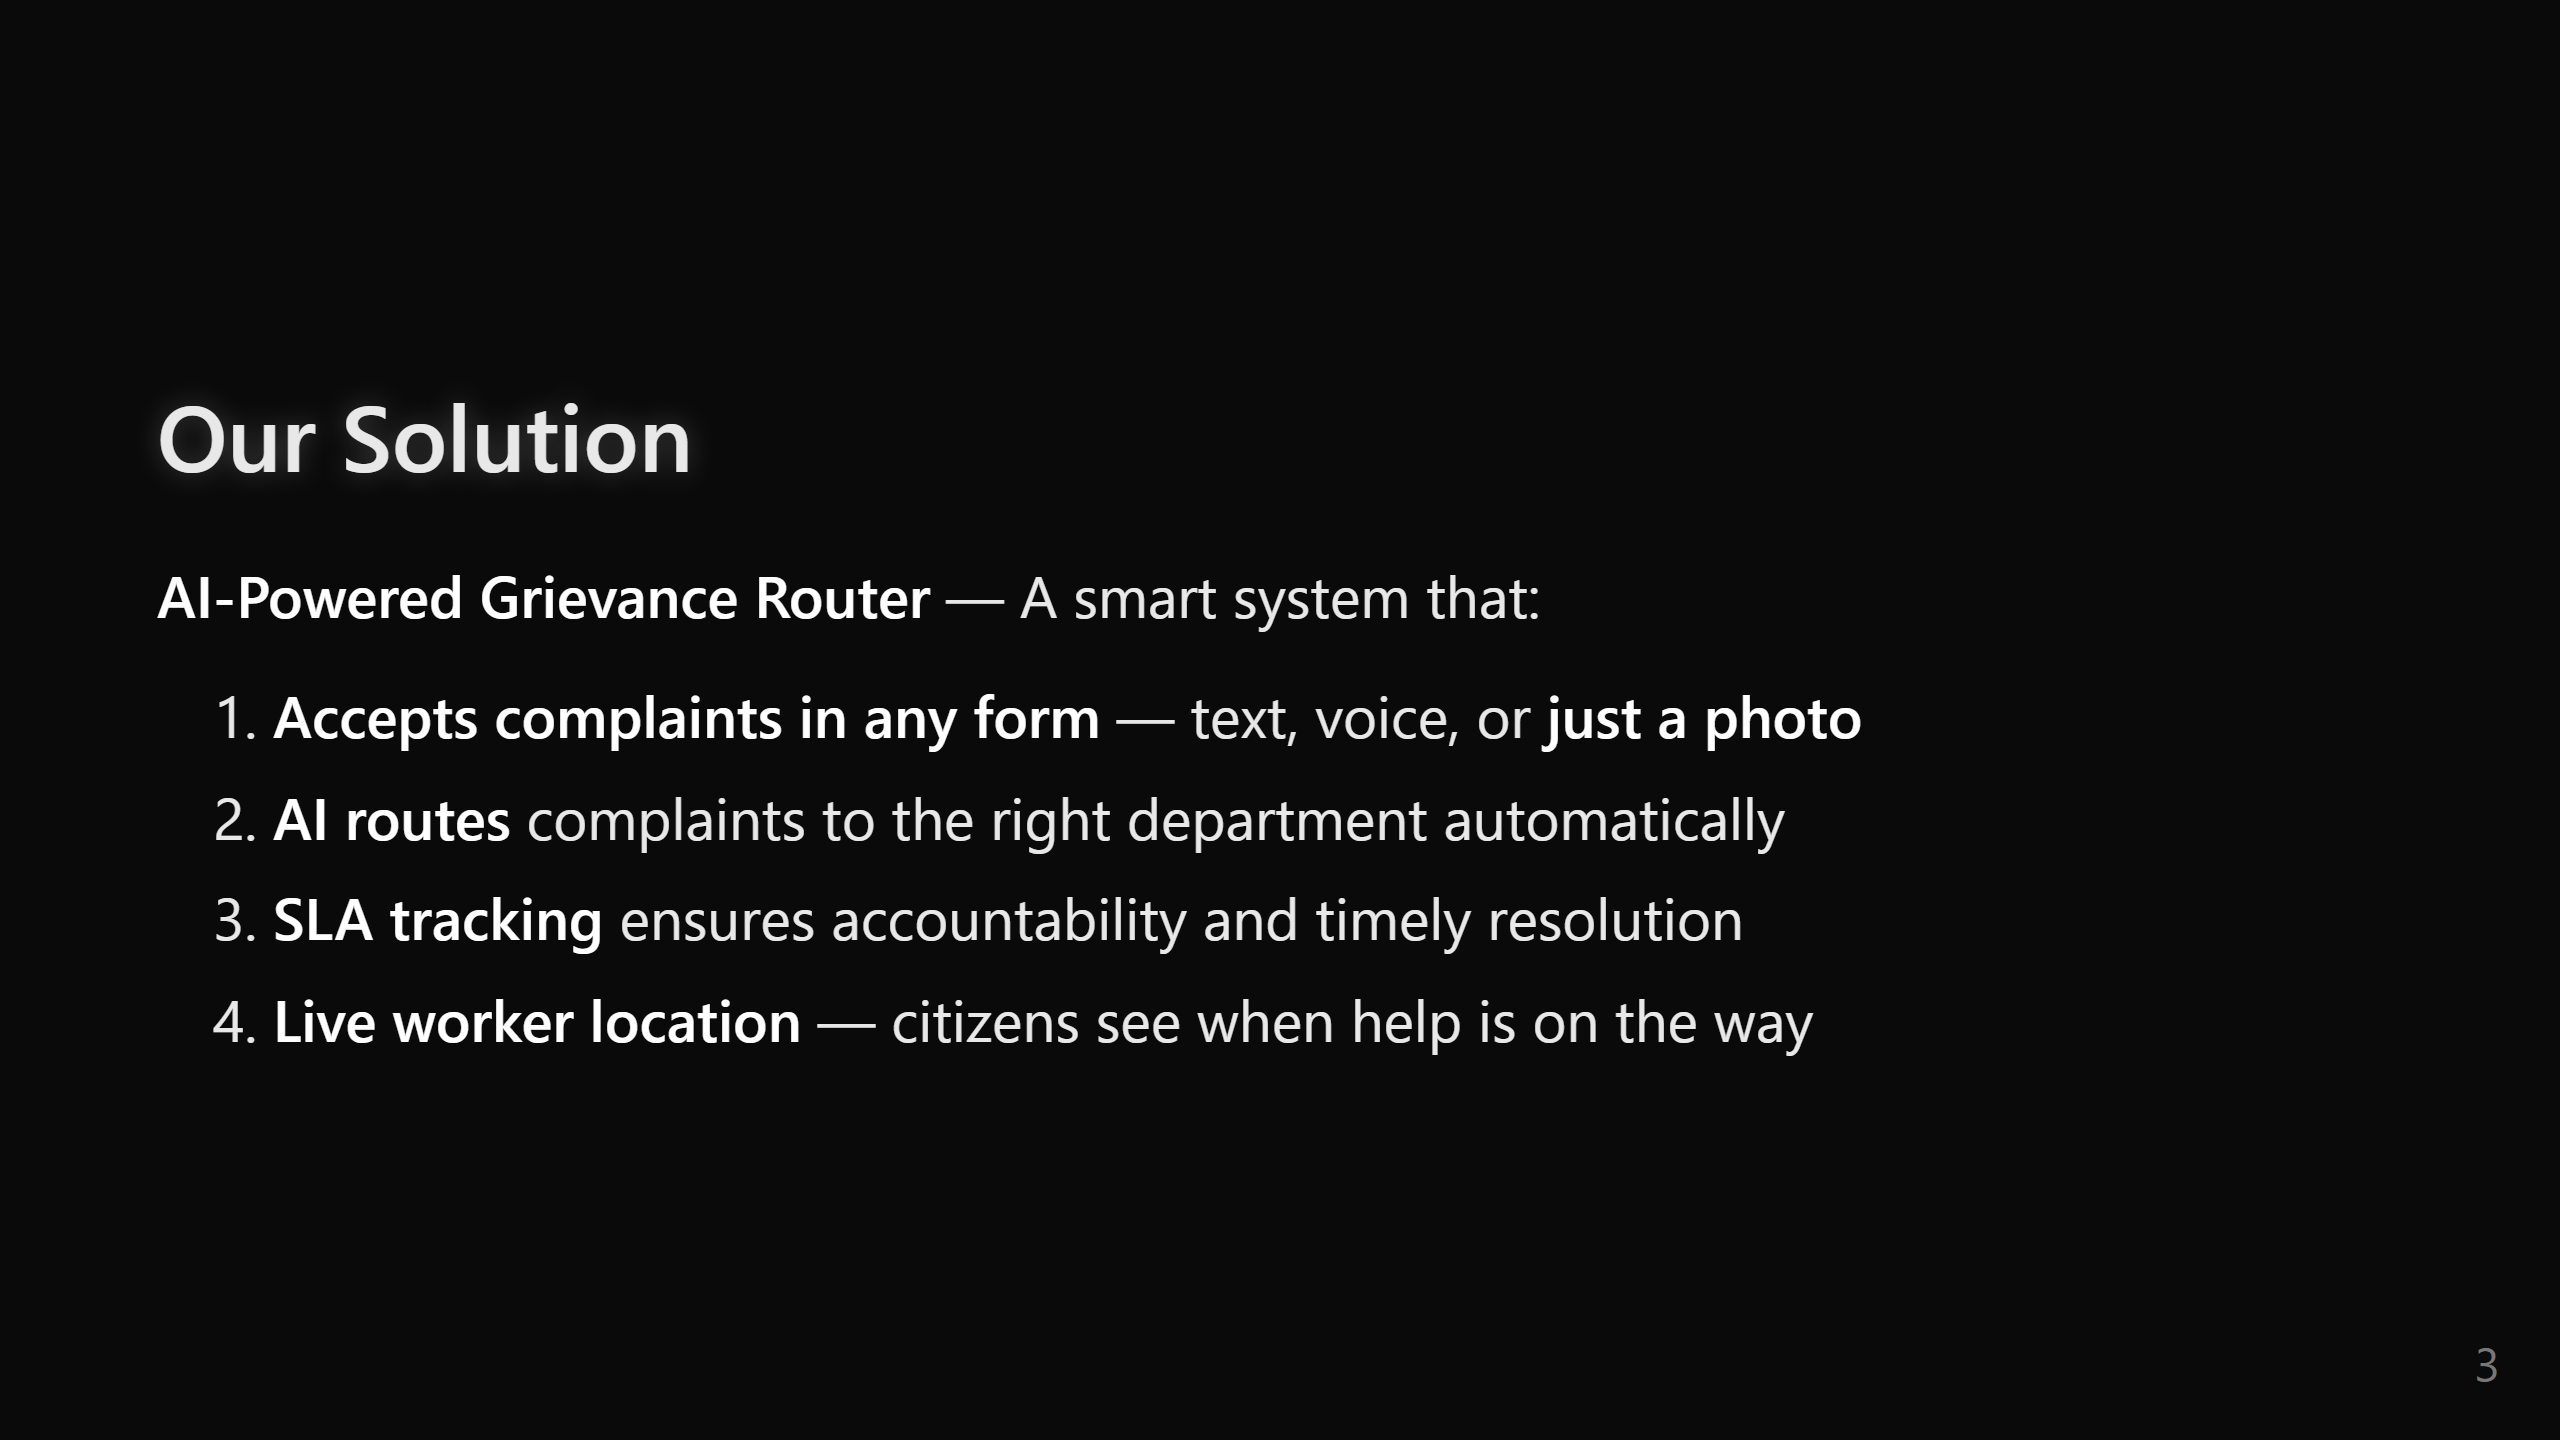 Our Solution
AI-Powered Grievance Router — A smart system that:
1. Accepts complaints in any form — text, voice, or just a photo
2. AI routes complaints to the right department automatically
3. SLA tracking ensures accountability and timely resolution
4. Live worker location — citizens see when help is on the way
3